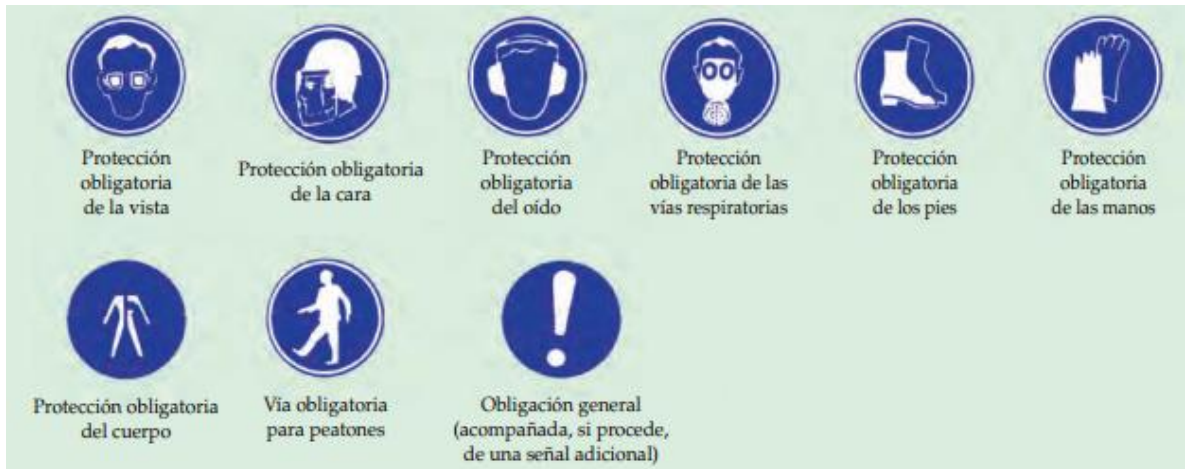 Protección
obligatoria
de la vista
Protección obligatoria
de la cara
Protección
obligatoria
del oído
Protección
obligatoria de las
vías respiratorias
Protección
obligatoria
de los pies
Protección
obligatoria
de las manos
Protección obligatoria
del cuerpo
Vía obligatoria
para peatones
Obligación general
(acompañada, si procede,
de una señal adicional)